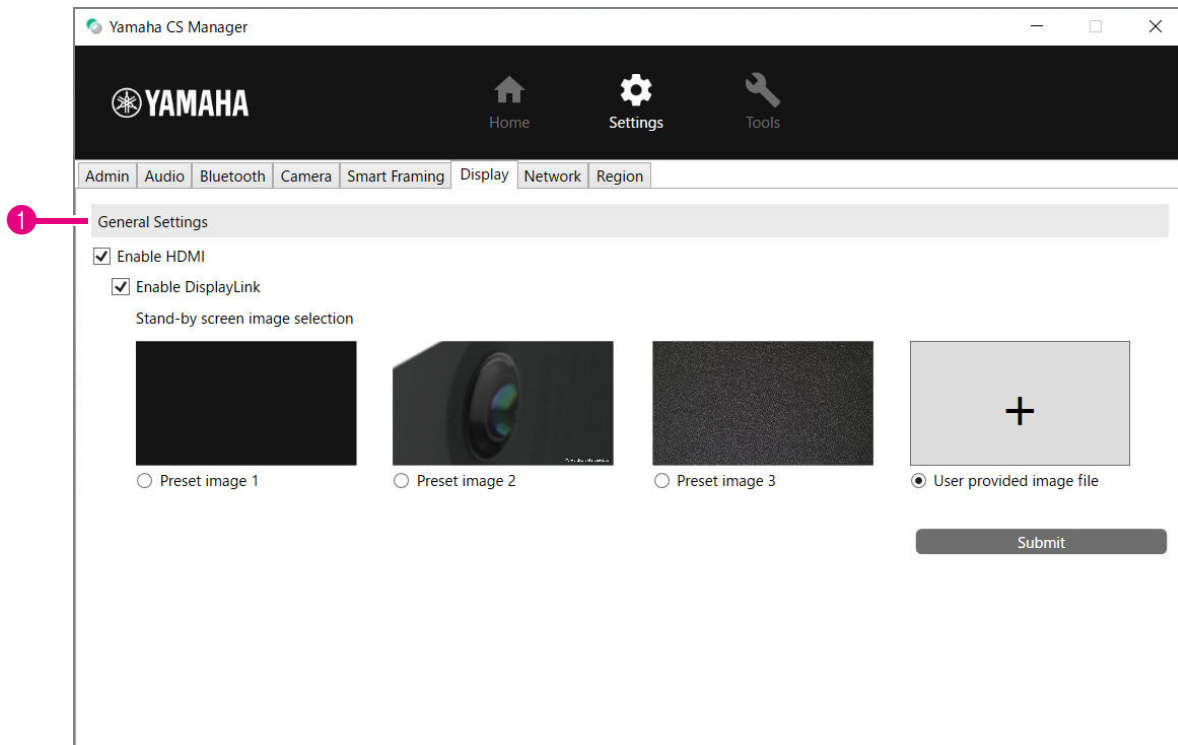 Yamaha CS Manager
YAMAHA
Home Settings Tools
Admin Audio Bluetooth Camera Smart Framing Display Network Region
1
General Settings
Enable HDMI
Enable DisplayLink
Stand-by screen image selection
Preset image 1 Preset image 2 Preset image 3 User provided image file
Submit